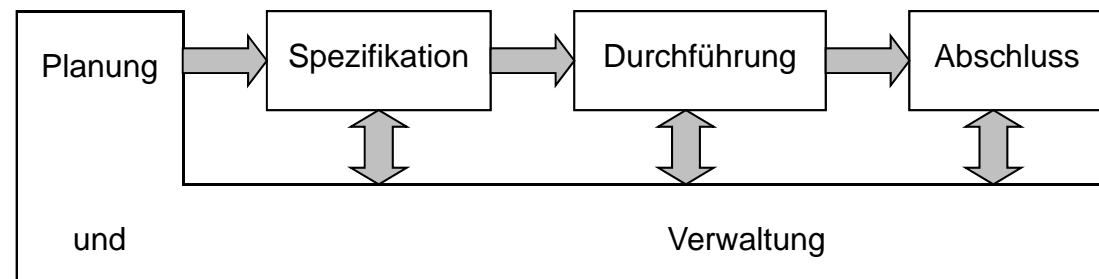 Planung
Spezifikation
Durchführung
Abschluss
und
Verwaltung